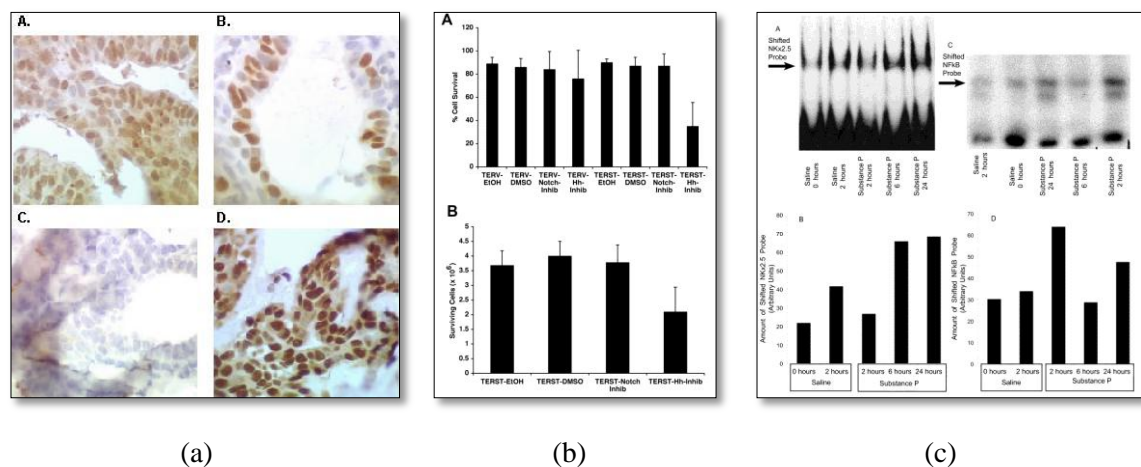 A.
B.
C.
D.
(a)
A
% Cell Survival
120
100
80
60
40
20
0
TERV-
EtOH
TERV-
DMSO
TERV-
Notch-
Inhib
TERV-
Hh-Inhib
TERST-
EtOH
TERST-
DMSO
TERST-
Notch-
Inhib
TERST-
Hh-Inhib
B
Surviving Cells (x 10⁶)
5
4.5
4
3.5
3
2.5
2
1.5
1
0.5
0
TERST-EtOH
TERST-DMSO
TERST-Notch
Inhib
TERST-Hh-Inhib
(b)
A
Shifted
NKx2.5
Probe
Saline
0 hours
Saline
2 hours
Substance P
2 hours
Substance P
6 hours
Substance P
24 hours
C
Shifted
NFkB
Probe
Saline
2 hours
Saline
0 hours
Substance P
24 hours
Substance P
6 hours
Substance P
2 hours
B
Amount of Shifted NKx2.5 Probe
(Arbitrary Units)
80
70
60
50
40
30
20
10
0
0 hours
2 hours
2 hours
6 hours
24 hours
Saline
Substance P
D
Amount of Shifted NFkB Probe
(Arbitrary Units)
70
60
50
40
30
20
10
0
0 hours
2 hours
2 hours
6 hours
24 hours
Saline
Substance P
(c)